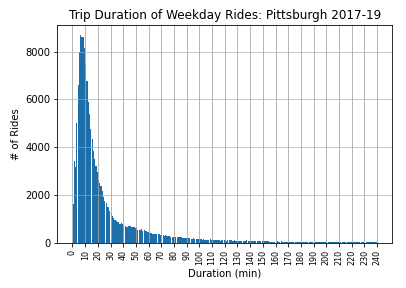 Trip Duration of Weekday Rides: Pittsburgh 2017-19
8000
6000
4000
2000
0
# of Rides
0 10 20 30 40 50 60 70 80 90 100 110 120 130 140 150 160 170 180 190 200 210 220 230 240
Duration (min)